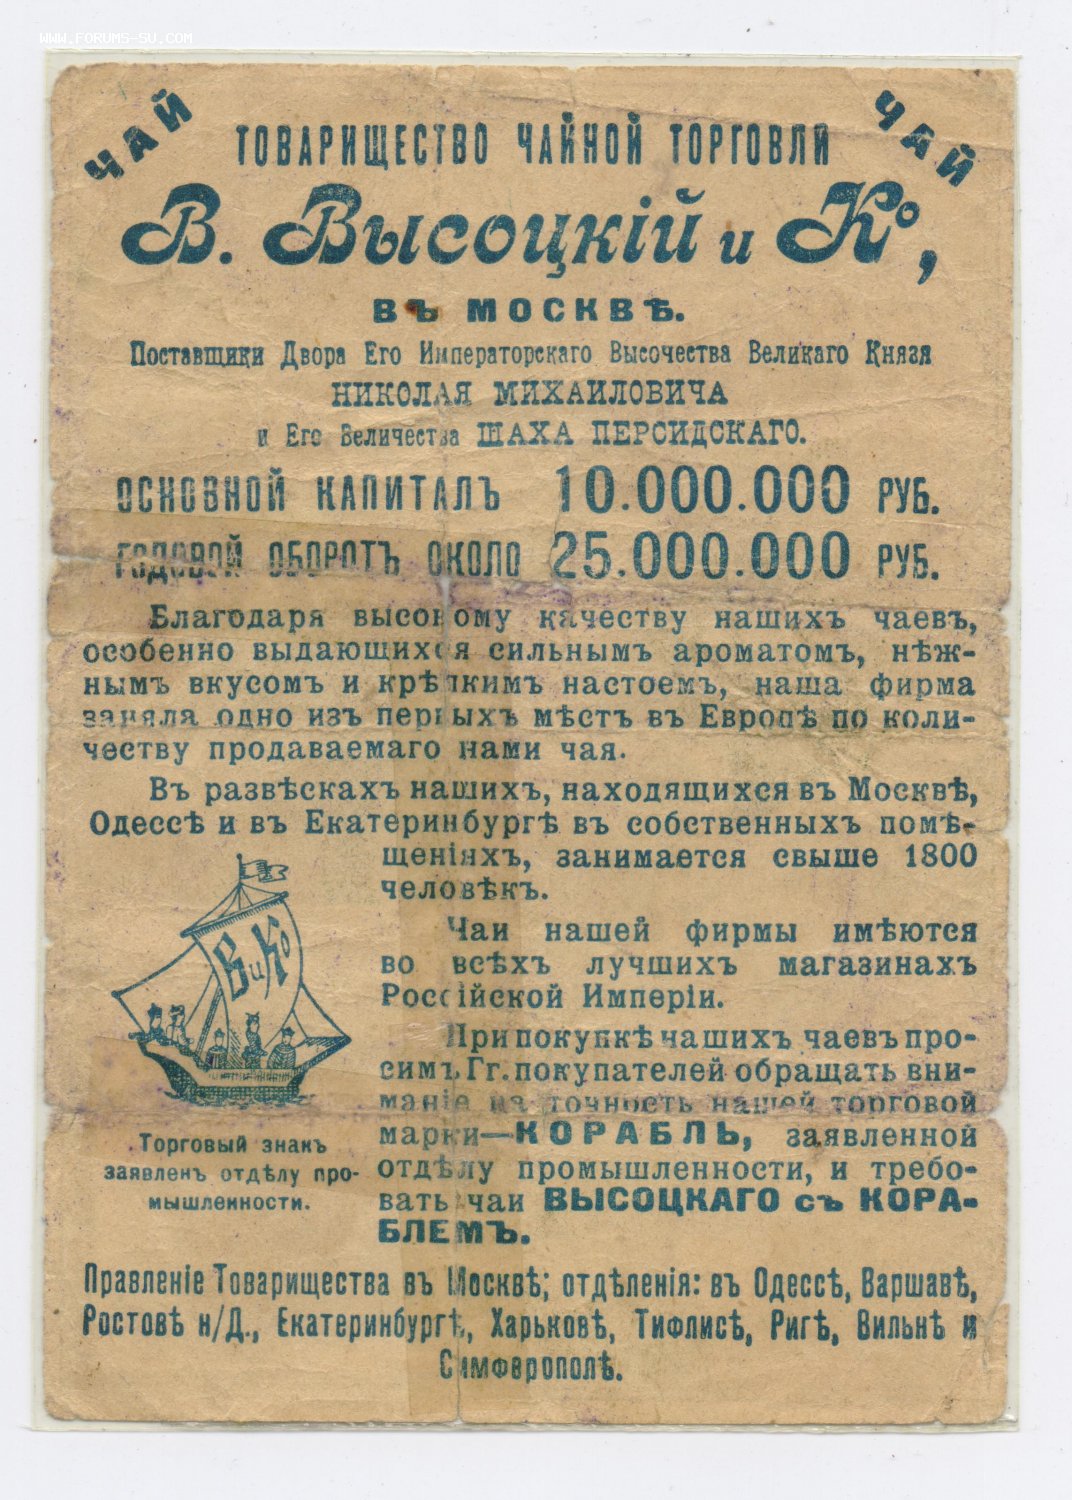 WWW.FORUMS-SU.COM
ЧАЙ
ЧАЙ
ТОВАРИЩЕСТВО ЧАЙНОЙ ТОРГОВЛИ
В. Высоцкій и Ко,
ВЪ МОСКВѢ.
Поставщики Двора Его Императорскаго Высочества Великаго Князя
НИКОЛАЯ МИХАИЛОВИЧА
и Его Величества ШАХА ПЕРСИДСКАГО.
ОСНОВНОЙ КАПИТАЛЪ 10.000.000 РУБ.
ГОДОВОЙ ОБОРОТЪ ОКОЛО 25.000.000 РУБ.
Благодаря высокому качеству нашихъ чаевъ,
особенно выдающихся сильнымъ ароматомъ, нѣж-
нымъ вкусомъ и крѣпкимъ настоемъ, наша фирма
заняла одно изъ первыхъ мѣстъ въ Европѣ по коли-
честву продаваемаго нами чая.
Въ развѣскахъ нашихъ, находящихся въ Москвѣ,
Одессѣ и въ Екатеринбургѣ въ собственныхъ помѣ-
щеніяхъ, занимается свыше 1800
человѣкъ.
Чаи нашей фирмы имѣются
во всѣхъ лучшихъ магазинахъ
Россійской Имперіи.
При покупкѣ нашихъ чаевъ про-
симъ Гг. покупателей обращать вни-
маніе на точность нашей торговой
марки—КОРАБЛЬ, заявленной
отдѣлу промышленности, и требо-
вать чаи ВЫСОЦКАГО съ КОРА-
БЛЕМЪ.
В и Ко
Торговый знакъ
заявленъ отдѣлу про-
мышленности.
Правленіе Товарищества въ Москвѣ; отдѣленія: въ Одессѣ, Варшавѣ,
Ростовѣ н/Д., Екатеринбургѣ, Харьковѣ, Тифлисѣ, Ригѣ, Вильнѣ и
Симферополѣ.